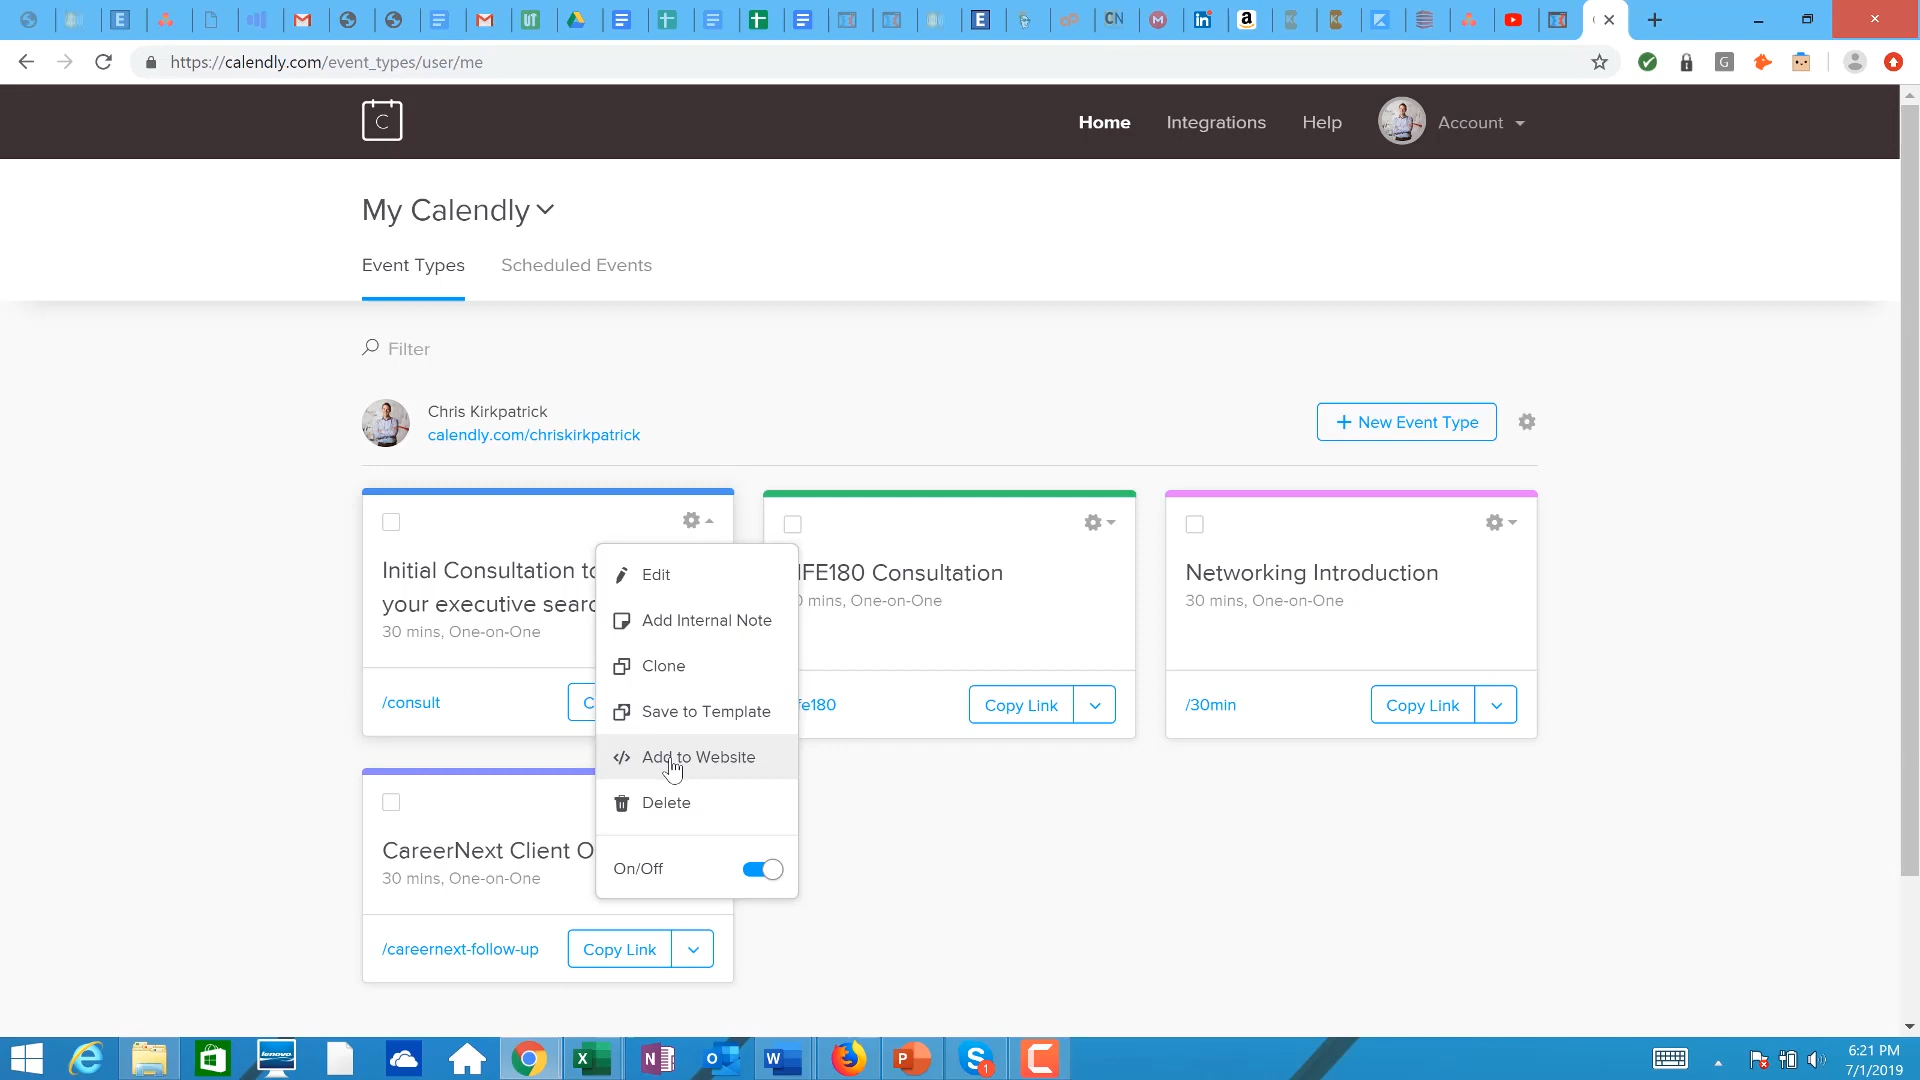 https://calendly.com/event_types/user/me
C
Home
Integrations
Help
Account
My Calendly
Event Types
Scheduled Events
Filter
Chris Kirkpatrick
calendly.com/chriskirkpatrick
+ New Event Type
Initial Consultation to
your executive searc
30 mins, One-on-One
/consult
C
IFE180 Consultation
mins, One-on-One
fe180
Copy Link
Networking Introduction
30 mins, One-on-One
/30min
Copy Link
Edit
Add Internal Note
Clone
Save to Template
Add to Website
Delete
On/Off
CareerNext Client O
30 mins, One-on-One
/careernext-follow-up
Copy Link
6:21 PM
7/1/2019